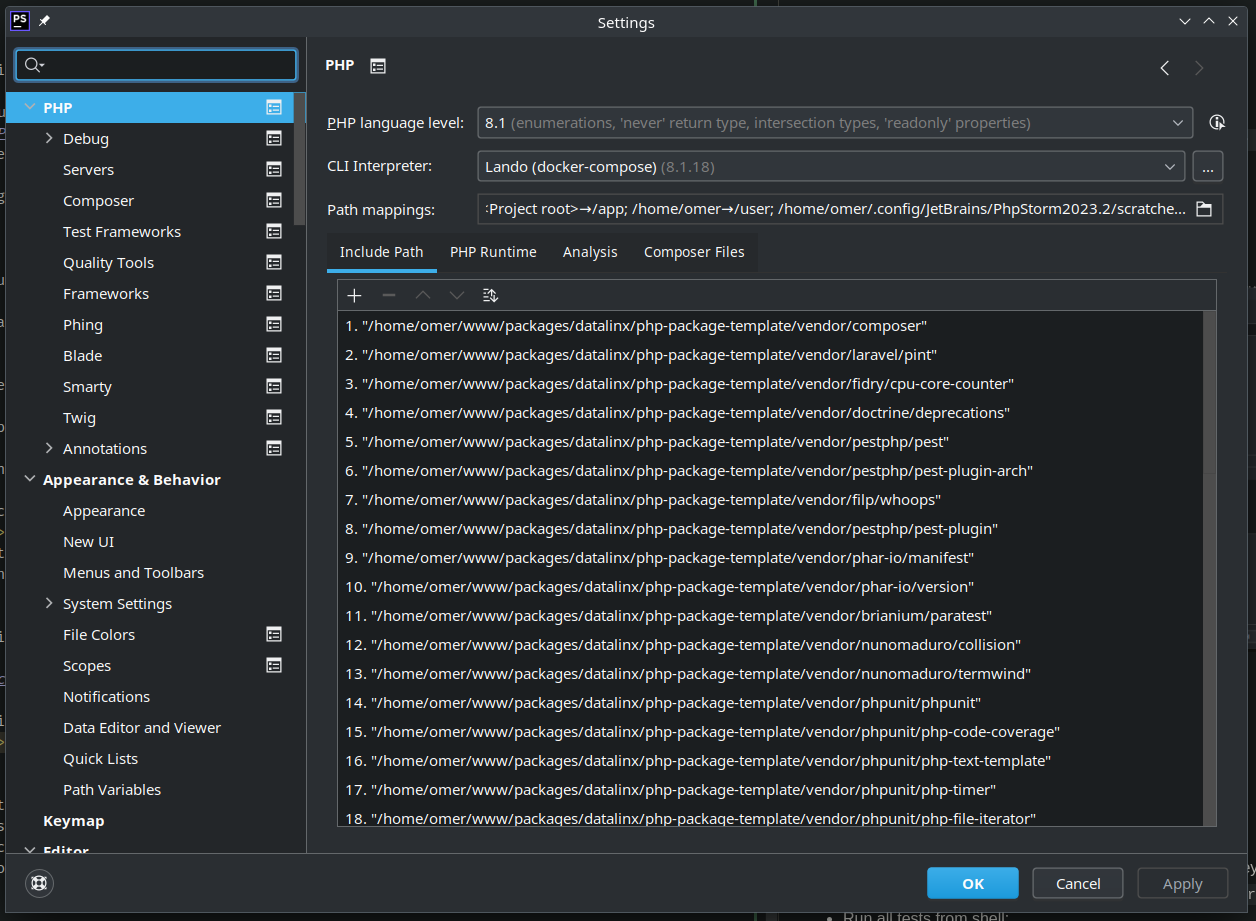 PS
Settings
PHP
Debug
Servers
Composer
Test Frameworks
Quality Tools
Frameworks
Phing
Blade
Smarty
Twig
Annotations
Appearance & Behavior
Appearance
New UI
Menus and Toolbars
System Settings
File Colors
Scopes
Notifications
Data Editor and Viewer
Quick Lists
Path Variables
Keymap
Editor
PHP
PHP language level: 8.1 (enumerations, 'never' return type, intersection types, 'readonly' properties)
CLI Interpreter: Lando (docker-compose) (8.1.18) ...
Path mappings: :Project root>→/app; /home/omer→/user; /home/omer/.config/JetBrains/PhpStorm2023.2/scratche...
Include Path PHP Runtime Analysis Composer Files
1. "/home/omer/www/packages/datalinx/php-package-template/vendor/composer"
2. "/home/omer/www/packages/datalinx/php-package-template/vendor/laravel/pint"
3. "/home/omer/www/packages/datalinx/php-package-template/vendor/fidry/cpu-core-counter"
4. "/home/omer/www/packages/datalinx/php-package-template/vendor/doctrine/deprecations"
5. "/home/omer/www/packages/datalinx/php-package-template/vendor/pestphp/pest"
6. "/home/omer/www/packages/datalinx/php-package-template/vendor/pestphp/pest-plugin-arch"
7. "/home/omer/www/packages/datalinx/php-package-template/vendor/filp/whoops"
8. "/home/omer/www/packages/datalinx/php-package-template/vendor/pestphp/pest-plugin"
9. "/home/omer/www/packages/datalinx/php-package-template/vendor/phar-io/manifest"
10. "/home/omer/www/packages/datalinx/php-package-template/vendor/phar-io/version"
11. "/home/omer/www/packages/datalinx/php-package-template/vendor/brianium/paratest"
12. "/home/omer/www/packages/datalinx/php-package-template/vendor/nunomaduro/collision"
13. "/home/omer/www/packages/datalinx/php-package-template/vendor/nunomaduro/termwind"
14. "/home/omer/www/packages/datalinx/php-package-template/vendor/phpunit/phpunit"
15. "/home/omer/www/packages/datalinx/php-package-template/vendor/phpunit/php-code-coverage"
16. "/home/omer/www/packages/datalinx/php-package-template/vendor/phpunit/php-text-template"
17. "/home/omer/www/packages/datalinx/php-package-template/vendor/phpunit/php-timer"
18. "/home/omer/www/packages/datalinx/php-package-template/vendor/phpunit/php-file-iterator"
OK Cancel Apply
• Run all tests from shell: